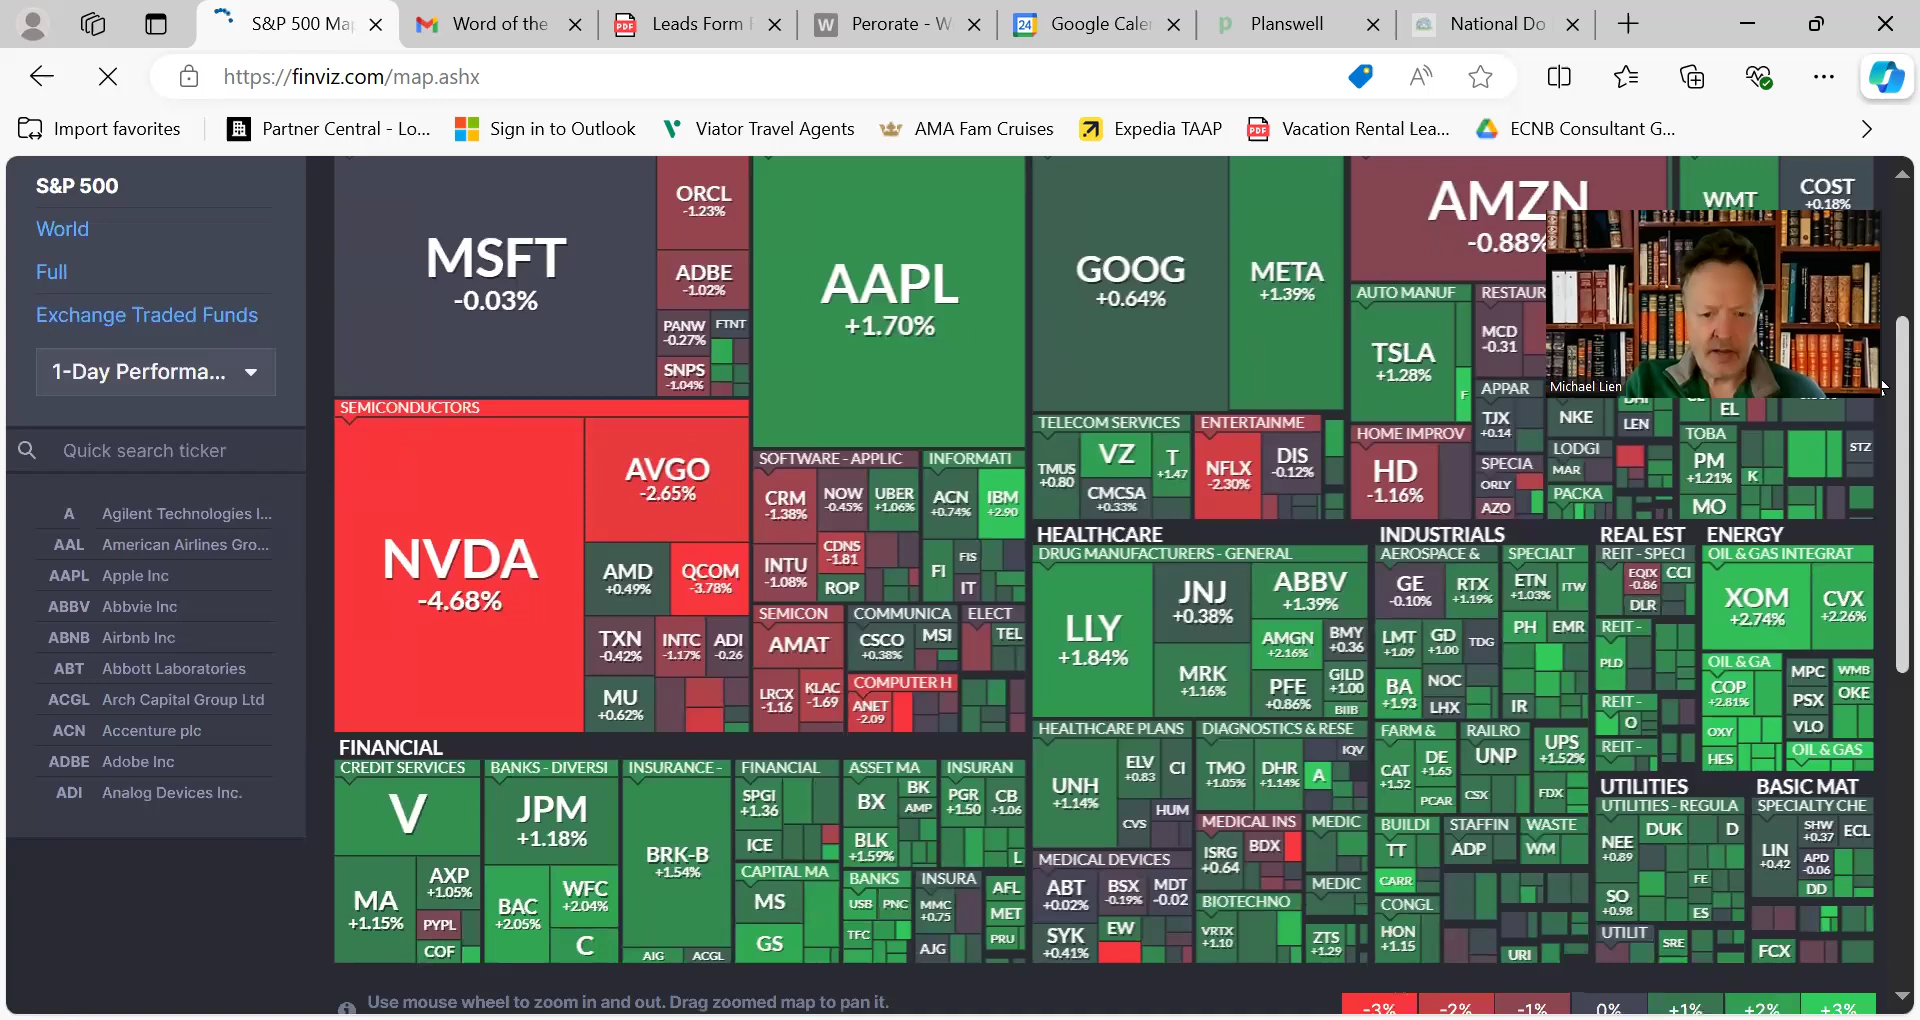 S&P 500 Ma
Word of the
Leads Form F
Perorate - W
Google Cale
Planswell
National Do
https://finviz.com/map.ashx
Import favorites
Partner Central - Lo...
Sign in to Outlook
Viator Travel Agents
AMA Fam Cruises
Expedia TAAP
Vacation Rental Lea...
ECNB Consultant G...
S&P 500
World
Full
Exchange Traded Funds
1-Day Performa...
Quick search ticker
A Agilent Technologies I...
AAL American Airlines Gro...
AAPL Apple Inc
ABBV Abbvie Inc
ABNB Airbnb Inc
ABT Abbott Laboratories
ACGL Arch Capital Group Ltd
ACN Accenture plc
ADBE Adobe Inc
ADI Analog Devices Inc.
MSFT
-0.03%
ORCL
-1.23%
ADBE
-1.02%
PANW
-0.27%
FTNT
SNPS
-1.04%
AAPL
+1.70%
GOOG
+0.64%
META
+1.39%
AMZN
-0.88%
WMT
COST
+0.18%
Michael Lien
AUTO MANUF
TSLA
+1.28%
F
RESTAUR
MCD
-0.31
APPAR
TJX
+0.14
NKE
LEN
EL
HOME IMPROV
HD
-1.16%
SPECIA
ORLY
AZO
LODGI
MAR
PACKA
TOBA
PM
+1.21%
MO
K
STZ
SEMICONDUCTORS
NVDA
-4.68%
AVGO
-2.65%
AMD
+0.49%
QCOM
-3.78%
TXN
-0.42%
INTC
-1.17%
ADI
-0.26
MU
+0.62%
SOFTWARE - APPLIC
CRM
-1.38%
NOW
-0.45%
UBER
+1.06%
INTU
-1.08%
CDNS
-1.81
ROP
INFORMATI
ACN
+0.74%
IBM
+2.90
FI
FIS
IT
SEMICON
AMAT
LRCX
-1.16
KLAC
-1.69
COMMUNICA
CSCO
+0.38%
MSI
ELECT
TEL
COMPUTER H
ANET
-2.09
TELECOM SERVICES
TMUS
+0.80
VZ
T
+1.47
CMCSA
+0.33%
ENTERTAINME
NFLX
-2.30%
DIS
-0.12%
HEALTHCARE
DRUG MANUFACTURERS - GENERAL
LLY
+1.84%
JNJ
+0.38%
ABBV
+1.39%
MRK
+1.16%
AMGN
+2.16%
BMY
+0.36
PFE
+0.86%
GILD
+1.00
BIIB
HEALTHCARE PLANS
UNH
+1.14%
ELV
+0.83
CI
CVS
HUM
DIAGNOSTICS & RESE
TMO
+1.05%
DHR
+1.14%
IQV
A
MEDICAL INS
ISRG
+0.64
BDX
MEDIC
MEDIC
MEDICAL DEVICES
ABT
+0.02%
BSX
-0.19%
MDT
-0.02
SYK
+0.41%
EW
BIOTECHNO
VRTX
+1.10
ZTS
+1.29
INDUSTRIALS
AEROSPACE &
GE
-0.10%
RTX
+1.19%
LMT
+1.09
GD
+1.00
TDG
BA
+1.93
NOC
LHX
SPECIALT
ETN
+1.03%
ITW
PH
EMR
IR
FARM &
CAT
+1.52
DE
+1.65
PCAR
RAILRO
UNP
CSX
UPS
+1.52%
FDX
BUILDI
TT
CARR
STAFFIN
ADP
WASTE
WM
CONGL
HON
+1.15
URI
REAL EST
REIT - SPECI
EQIX
-0.86
CCI
DLR
REIT -
PLD
REIT -
O
REIT -
ENERGY
OIL & GAS INTEGRAT
XOM
+2.74%
CVX
+2.26%
OIL & GA
COP
+2.81%
OXY
HES
MPC
WMB
PSX
OKE
VLO
OIL & GAS
UTILITIES
UTILITIES - REGULA
NEE
+0.89
DUK
D
SO
+0.98
FE
ES
UTILIT
SRE
BASIC MAT
SPECIALTY CHE
LIN
+0.42
SHW
+0.37
ECL
APD
-0.06
DD
FCX
FINANCIAL
CREDIT SERVICES
V
MA
+1.15%
AXP
+1.05%
PYPL
COF
BANKS - DIVERSI
JPM
+1.18%
BAC
+2.05%
WFC
+2.04%
C
INSURANCE -
BRK-B
+1.54%
AIG
ACGL
FINANCIAL
SPGI
+1.36
ICE
CAPITAL MA
MS
GS
ASSET MA
BX
BK
AMP
BLK
+1.59%
BANKS
USB
PNC
TFC
INSURAN
PGR
+1.50
CB
+1.06
L
INSURA
MMC
+0.75
AJG
AFL
MET
PRU
Use mouse wheel to zoom in and out. Drag zoomed map to pan it.
-3% -2% -1% 0% +1% +2% +3%